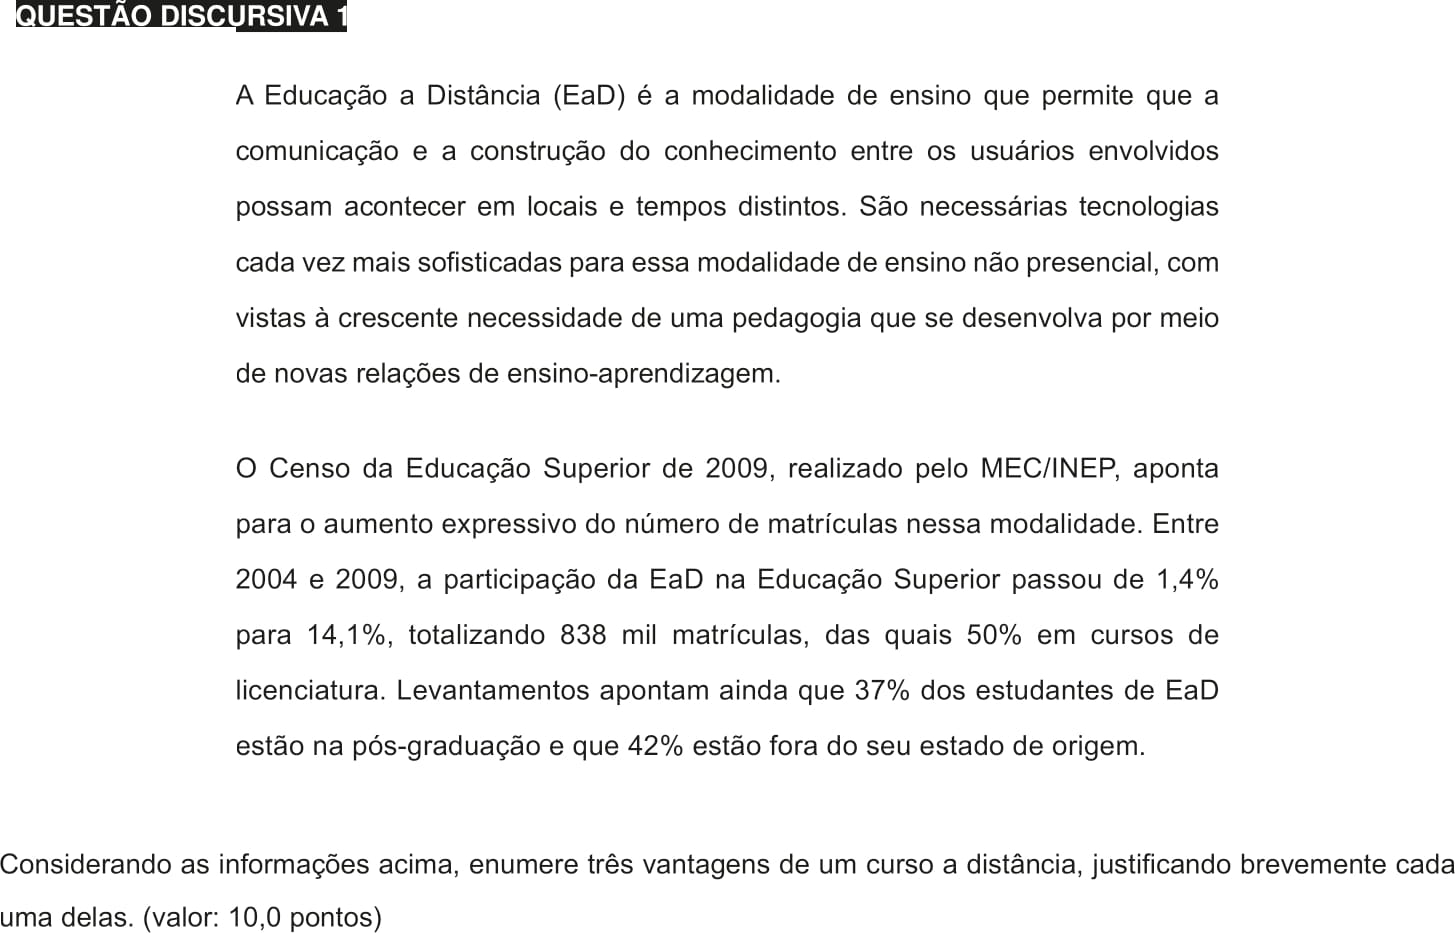 QUESTÃO DISCURSIVA 1
A Educação a Distância (EaD) é a modalidade de ensino que permite que a
comunicação e a construção do conhecimento entre os usuários envolvidos
possam acontecer em locais e tempos distintos. São necessárias tecnologias
cada vez mais sofisticadas para essa modalidade de ensino não presencial, com
vistas à crescente necessidade de uma pedagogia que se desenvolva por meio
de novas relações de ensino-aprendizagem.
O Censo da Educação Superior de 2009, realizado pelo MEC/INEP, aponta
para o aumento expressivo do número de matrículas nessa modalidade. Entre
2004 e 2009, a participação da EaD na Educação Superior passou de 1,4%
para 14,1%, totalizando 838 mil matrículas, das quais 50% em cursos de
licenciatura. Levantamentos apontam ainda que 37% dos estudantes de EaD
estão na pós-graduação e que 42% estão fora do seu estado de origem.
Considerando as informações acima, enumere três vantagens de um curso a distância, justificando brevemente cada
uma delas. (valor: 10,0 pontos)